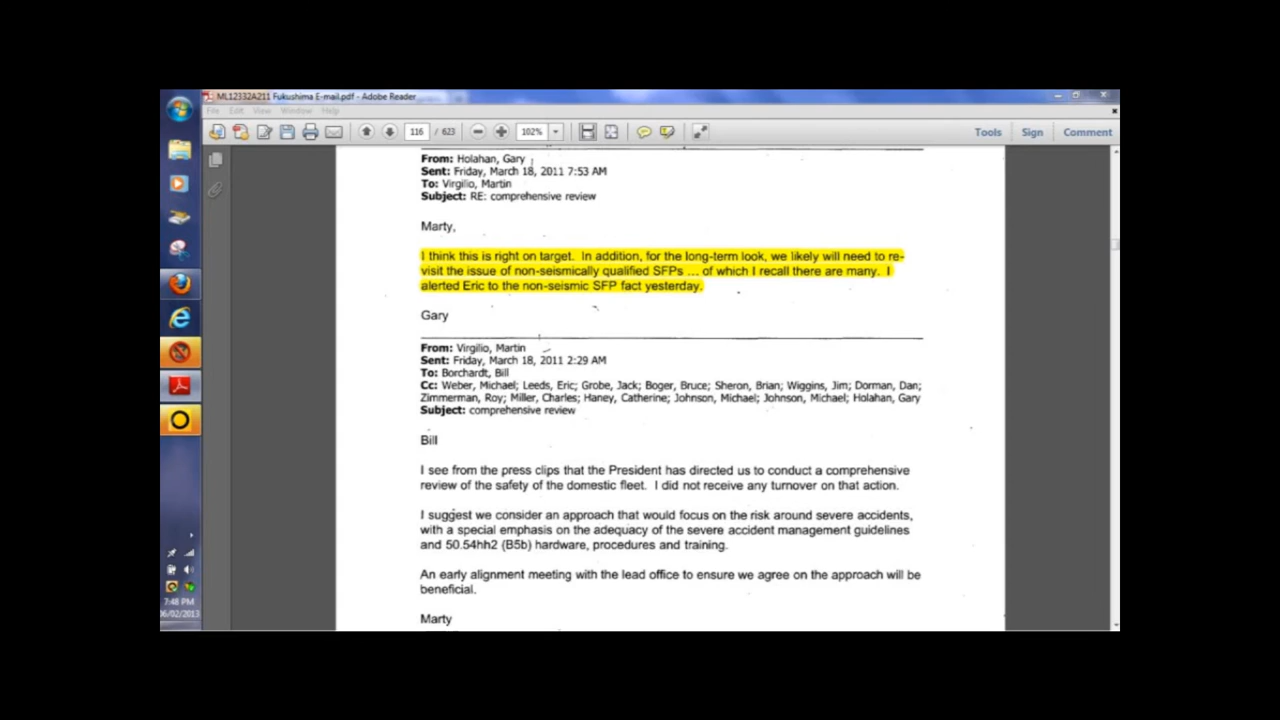 ML12332A211 Fukushima E-mail.pdf - Adobe Reader
File Edit View Window Help
116 / 623 102% Tools Sign Comment
From: Holahan, Gary
Sent: Friday, March 18, 2011 7:53 AM
To: Virgilio, Martin
Subject: RE: comprehensive review
Marty,
I think this is right on target. In addition, for the long-term look, we likely will need to re-
visit the issue of non-seismically qualified SFPs ... of which I recall there are many. I
alerted Eric to the non-seismic SFP fact yesterday.
Gary
From: Virgilio, Martin
Sent: Friday, March 18, 2011 2:29 AM
To: Borchardt, Bill
Cc: Weber, Michael; Leeds, Eric; Grobe, Jack; Boger, Bruce; Sheron, Brian; Wiggins, Jim; Dorman, Dan;
Zimmerman, Roy; Miller, Charles; Haney, Catherine; Johnson, Michael; Johnson, Michael; Holahan, Gary
Subject: comprehensive review
Bill
I see from the press clips that the President has directed us to conduct a comprehensive
review of the safety of the domestic fleet. I did not receive any turnover on that action.
I suggest we consider an approach that would focus on the risk around severe accidents,
with a special emphasis on the adequacy of the severe accident management guidelines
and 50.54hh2 (B5b) hardware, procedures and training.
An early alignment meeting with the lead office to ensure we agree on the approach will be
beneficial.
Marty
7:48 PM
06/02/2013